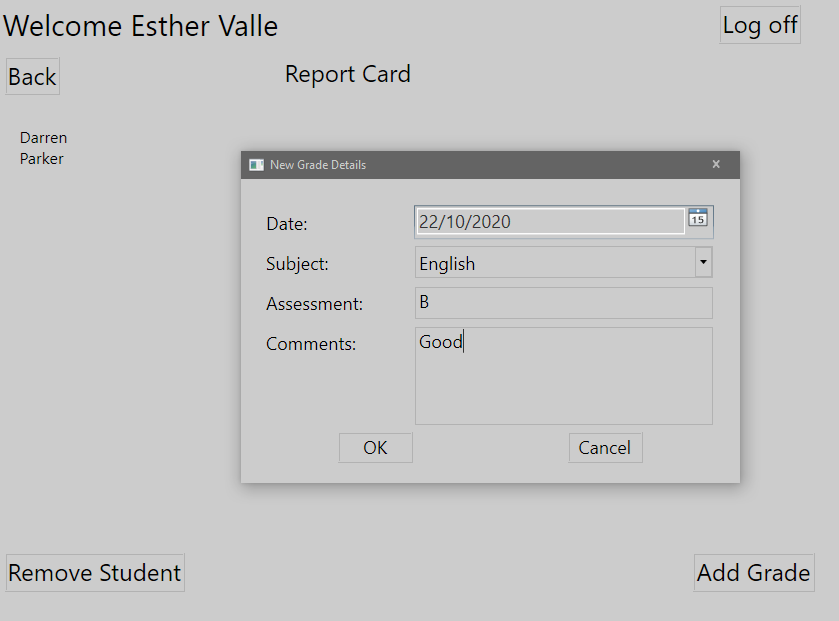 Welcome Esther Valle
Log off
Back
Report Card
Darren
Parker
New Grade Details
x
Date:
22/10/2020
15
Subject:
English
Assessment:
B
Comments:
Good
OK
Cancel
Remove Student
Add Grade